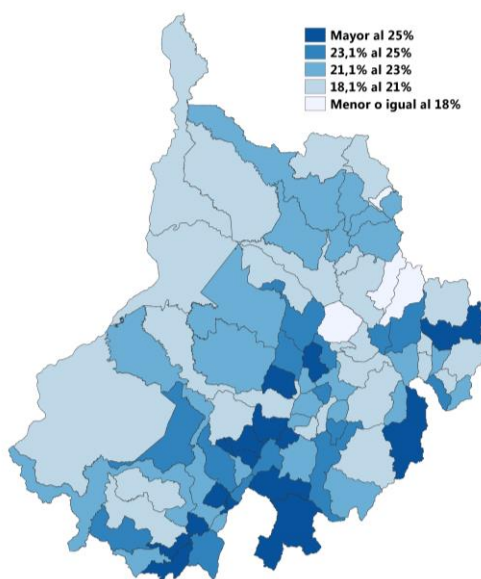 Mayor al 25%
23,1% al 25%
21,1% al 23%
18,1% al 21%
Menor o igual al 18%